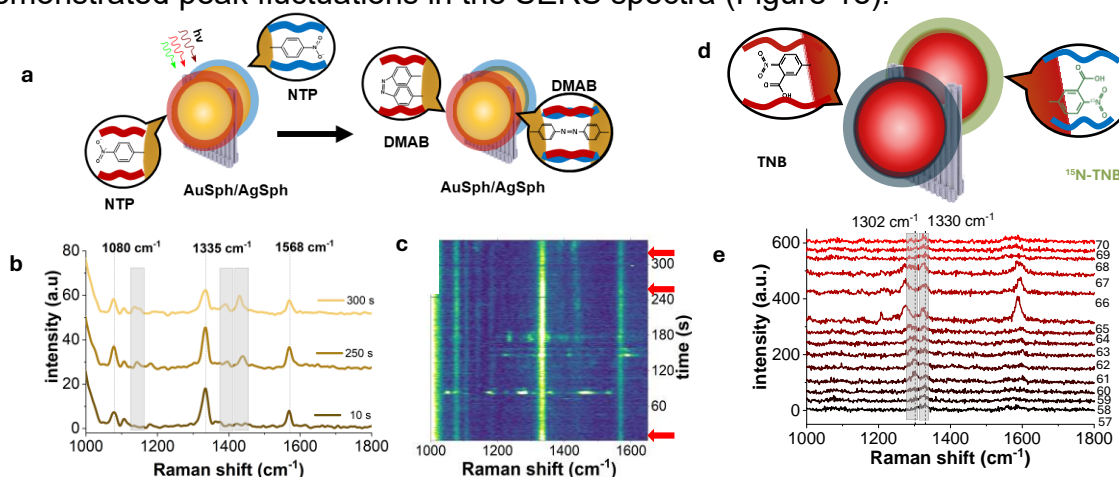 emonstrated peak fluctuations in the SERS spectra (Figure
a
hν
NTP
NTP
AuSph/AgSph
DMAB
DMAB
N=N
AuSph/AgSph
d
TNB
OH
OH
¹⁵N-TNB
b
1080 cm⁻¹
1335 cm⁻¹
1568 cm⁻¹
80
60
40
20
0
300 s
250 s
10 s
intensity (a.u)
1000
1200
1400
1600
1800
Raman shift (cm⁻¹)
c
300
240
180
120
60
time (s)
1000
1200
1400
1600
Raman shift (cm⁻¹)
e
1302 cm⁻¹
1330 cm⁻¹
600
400
200
0
intensity (a.u.)
70
69
68
67
66
65
64
63
62
61
60
59
58
57
1000
1200
1400
1600
1800
Raman shift (cm⁻¹)